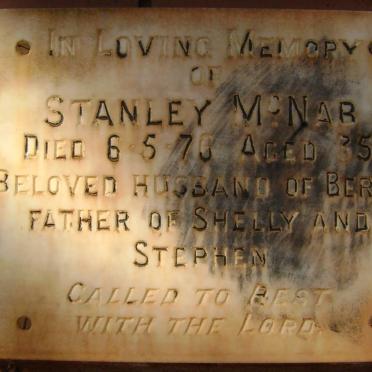 IN LOVING MEMORY
OF
STANLEY McNAB
DIED 6·5·70 AGED 35
BELOVED HUSBAND OF BER
FATHER OF SHELLY AND
STEPHEN
CALLED TO REST
WITH THE LORD.